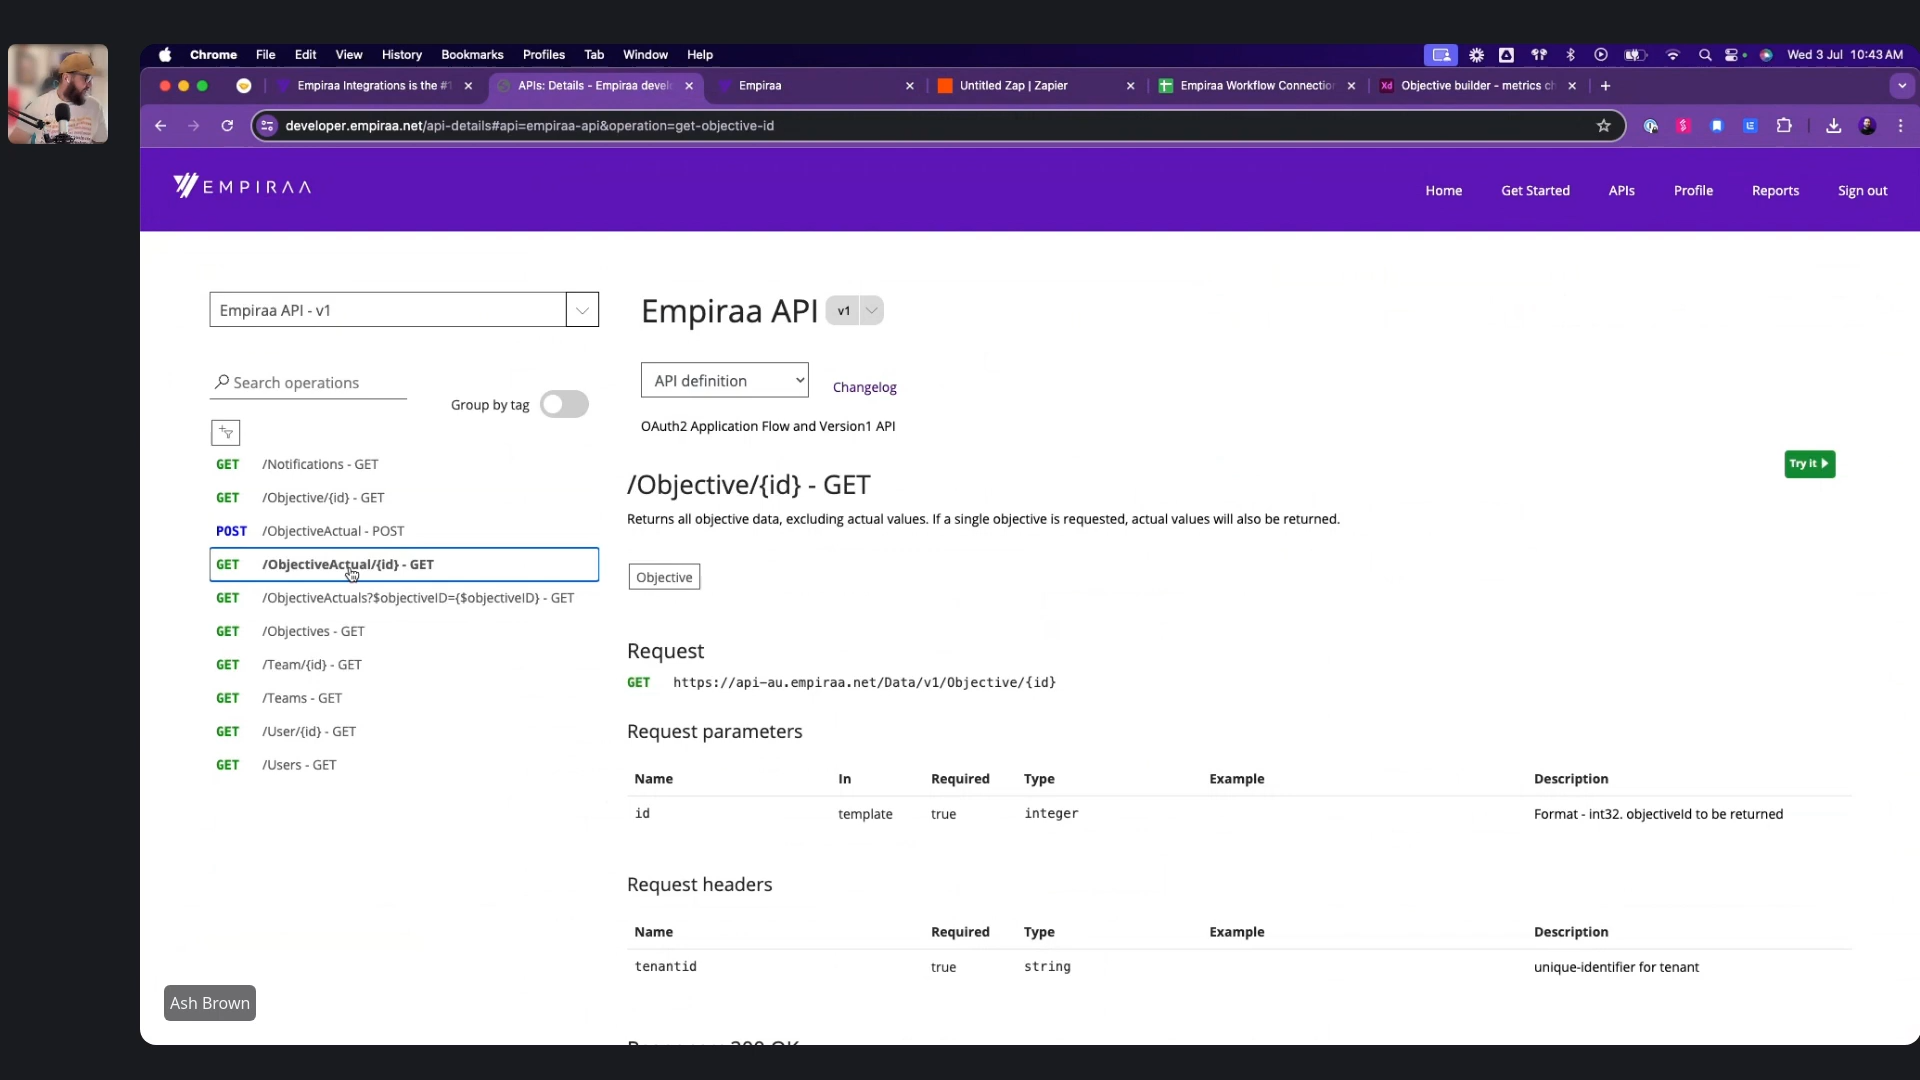 Chrome File Edit View History Bookmarks Profiles Tab Window Help Wed 3 Jul 10:43 AM
Empiraa Integrations is the #1
APIs: Details - Empiraa devel
Empiraa
Untitled Zap | Zapier
Empiraa Workflow Connection
Objective builder - metrics ch
developer.empiraa.net/api-details#api=empiraa-api&operation=get-objective-id
EMPIRAA
Home Get Started APIs Profile Reports Sign out
Empiraa API - v1
Search operations
Group by tag
GET /Notifications - GET
GET /Objective/{id} - GET
POST /ObjectiveActual - POST
GET /ObjectiveActual/{id} - GET
GET /ObjectiveActuals?$objectiveID={$objectiveID} - GET
GET /Objectives - GET
GET /Team/{id} - GET
GET /Teams - GET
GET /User/{id} - GET
GET /Users - GET
Empiraa API v1
API definition
Changelog
OAuth2 Application Flow and Version1 API
/Objective/{id} - GET
Try it
Returns all objective data, excluding actual values. If a single objective is requested, actual values will also be returned.
Objective
Request
GET https://api-au.empiraa.net/Data/v1/Objective/{id}
Request parameters
Name In Required Type Example Description
id template true integer Format - int32. objectiveId to be returned
Request headers
Name Required Type Example Description
tenantid true string unique-identifier for tenant
Ash Brown